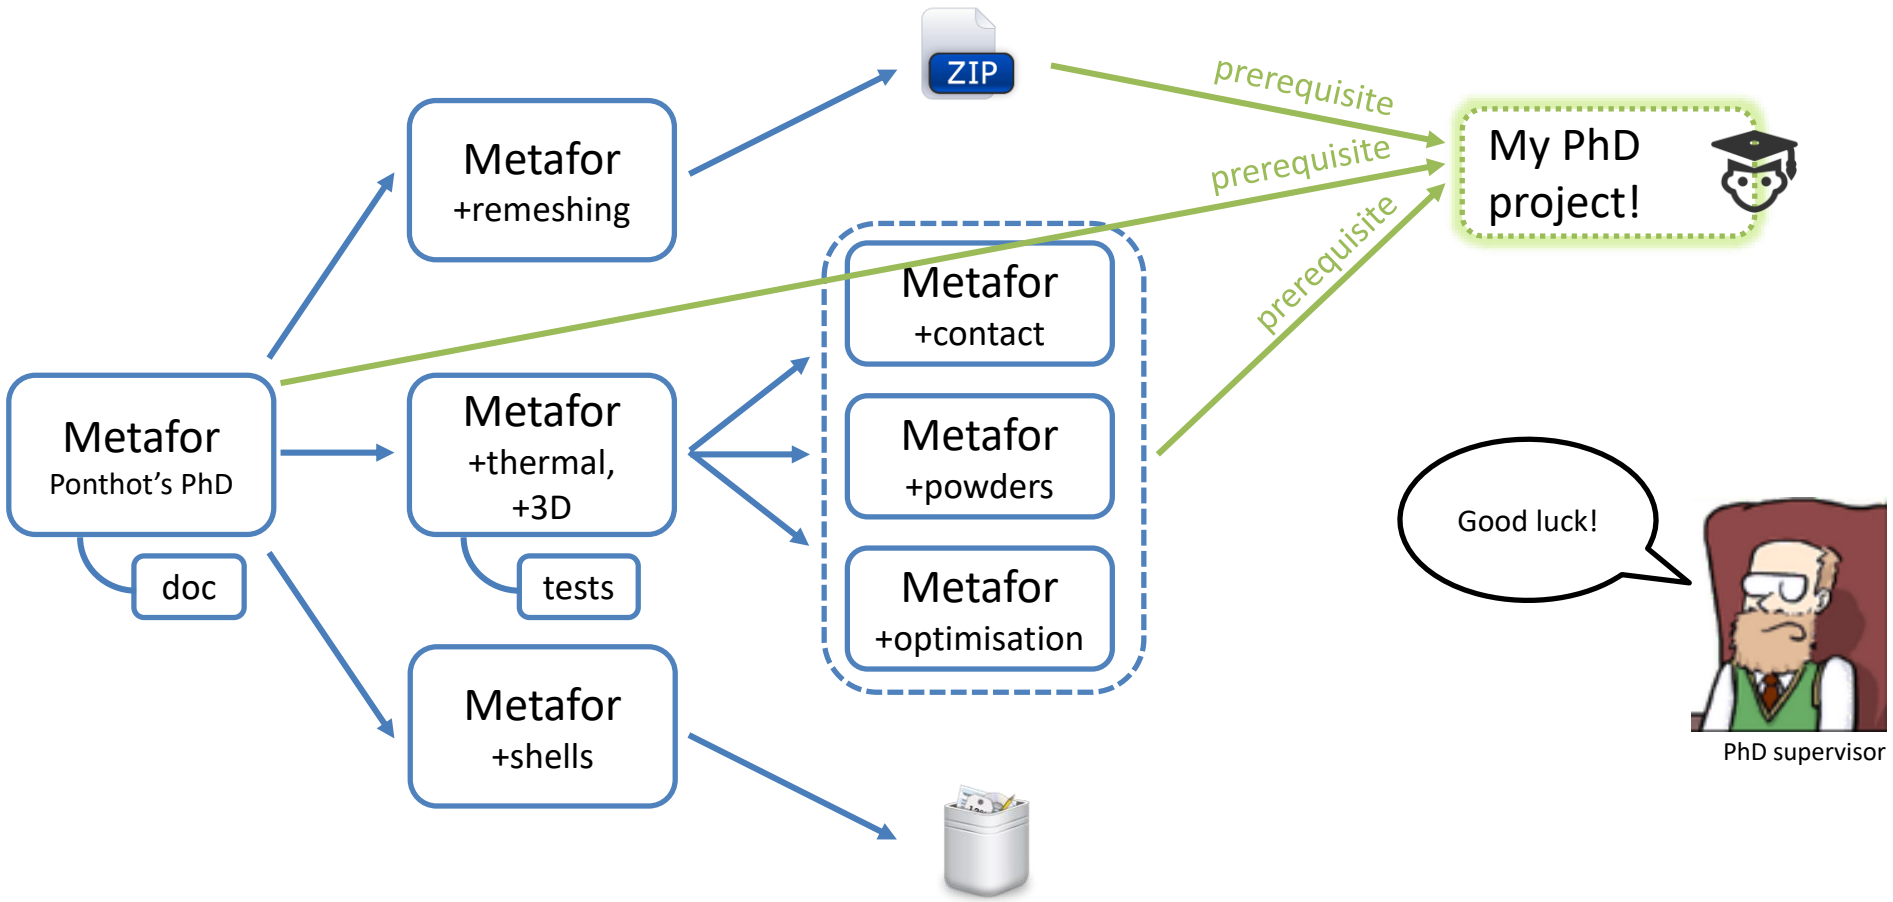 ZIP
prerequisite
prerequisite
prerequisite
My PhD
project!
Metafor
+remeshing
Metafor
+contact
Metafor
Ponthot’s PhD
doc
Metafor
+thermal,
+3D
tests
Metafor
+powders
Metafor
+optimisation
Metafor
+shells
Good luck!
PhD supervisor